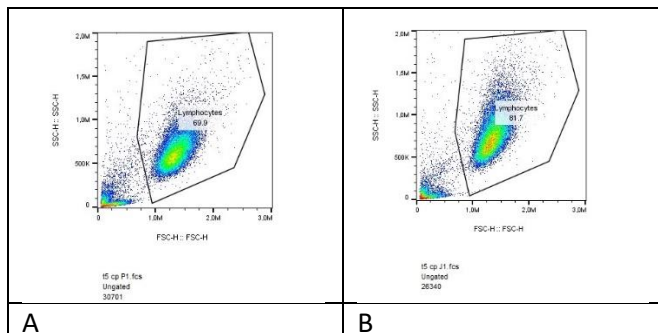 2,0M
1,5M
1,0M
500K
0
SSC-H :: SSC-H
Lymphocytes
69.9
0
1,0M
2,0M
3,0M
FSC-H :: FSC-H
t5 cp P1.fcs
Ungated
30701
A
2,0M
1,5M
1,0M
500K
0
SSC-H :: SSC-H
Lymphocytes
81.7
0
1,0M
2,0M
3,0M
FSC-H :: FSC-H
t5 cp J1.fcs
Ungated
26340
B